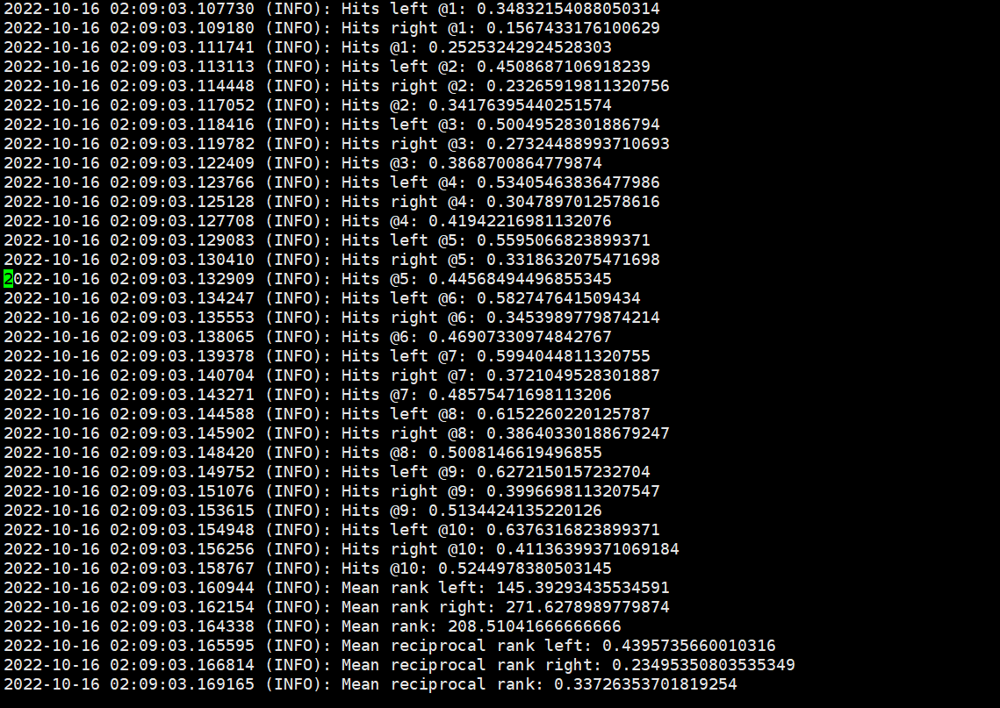 2022-10-16 02:09:03.107730 (INFO): Hits left @1: 0.34832154088050314
2022-10-16 02:09:03.109180 (INFO): Hits right @1: 0.1567433176100629
2022-10-16 02:09:03.111741 (INFO): Hits @1: 0.25253242924528303
2022-10-16 02:09:03.113113 (INFO): Hits left @2: 0.4508687106918239
2022-10-16 02:09:03.114448 (INFO): Hits right @2: 0.23265919811320756
2022-10-16 02:09:03.117052 (INFO): Hits @2: 0.34176395440251574
2022-10-16 02:09:03.118416 (INFO): Hits left @3: 0.50049528301886794
2022-10-16 02:09:03.119782 (INFO): Hits right @3: 0.27324488993710693
2022-10-16 02:09:03.122409 (INFO): Hits @3: 0.3868700864779874
2022-10-16 02:09:03.123766 (INFO): Hits left @4: 0.53405463836477986
2022-10-16 02:09:03.125128 (INFO): Hits right @4: 0.3047897012578616
2022-10-16 02:09:03.127708 (INFO): Hits @4: 0.41942216981132076
2022-10-16 02:09:03.129083 (INFO): Hits left @5: 0.5595066823899371
2022-10-16 02:09:03.130410 (INFO): Hits right @5: 0.3318632075471698
2022-10-16 02:09:03.132909 (INFO): Hits @5: 0.44568494496855345
2022-10-16 02:09:03.134247 (INFO): Hits left @6: 0.582747641509434
2022-10-16 02:09:03.135553 (INFO): Hits right @6: 0.3453989779874214
2022-10-16 02:09:03.138065 (INFO): Hits @6: 0.46907330974842767
2022-10-16 02:09:03.139378 (INFO): Hits left @7: 0.5994044811320755
2022-10-16 02:09:03.140704 (INFO): Hits right @7: 0.3721049528301887
2022-10-16 02:09:03.143271 (INFO): Hits @7: 0.48575471698113206
2022-10-16 02:09:03.144588 (INFO): Hits left @8: 0.6152260220125787
2022-10-16 02:09:03.145902 (INFO): Hits right @8: 0.38640330188679247
2022-10-16 02:09:03.148420 (INFO): Hits @8: 0.5008146619496855
2022-10-16 02:09:03.149752 (INFO): Hits left @9: 0.6272150157232704
2022-10-16 02:09:03.151076 (INFO): Hits right @9: 0.3996698113207547
2022-10-16 02:09:03.153615 (INFO): Hits @9: 0.5134424135220126
2022-10-16 02:09:03.154948 (INFO): Hits left @10: 0.6376316823899371
2022-10-16 02:09:03.156256 (INFO): Hits right @10: 0.41136399371069184
2022-10-16 02:09:03.158767 (INFO): Hits @10: 0.5244978380503145
2022-10-16 02:09:03.160944 (INFO): Mean rank left: 145.39293435534591
2022-10-16 02:09:03.162154 (INFO): Mean rank right: 271.6278989779874
2022-10-16 02:09:03.164338 (INFO): Mean rank: 208.51041666666666
2022-10-16 02:09:03.165595 (INFO): Mean reciprocal rank left: 0.4395735660010316
2022-10-16 02:09:03.166814 (INFO): Mean reciprocal rank right: 0.23495350803535349
2022-10-16 02:09:03.169165 (INFO): Mean reciprocal rank: 0.33726353701819254